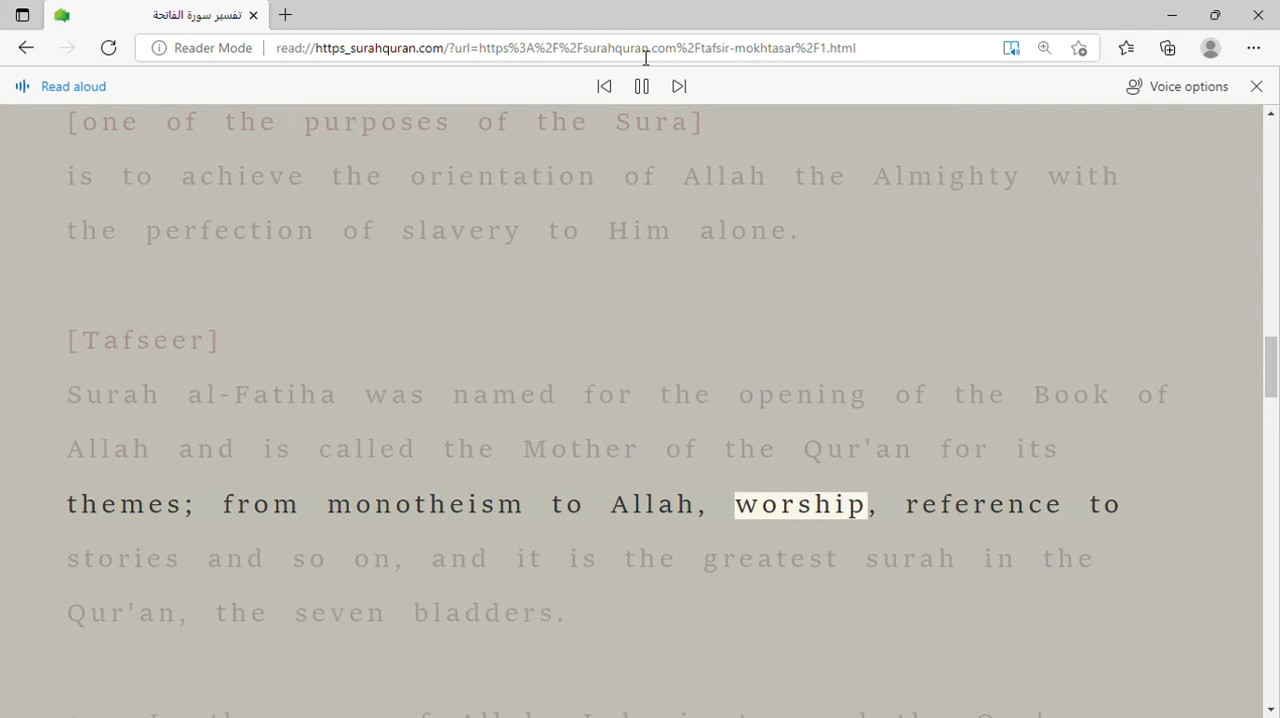 تفسير سورة الفاتحة
Reader Mode
read://https_surahquran.com/?url=https%3A%2F%2Fsurahquran.com%2Ftafsir-mokhtasar%2F1.html
Read aloud
Voice options
[one of the purposes of the Sura]
is to achieve the orientation of Allah the Almighty with
the perfection of slavery to Him alone.
[Tafseer]
Surah al-Fatiha was named for the opening of the Book of
Allah and is called the Mother of the Qur'an for its
themes; from monotheism to Allah, worship, reference to
stories and so on, and it is the greatest surah in the
Qur'an, the seven bladders.